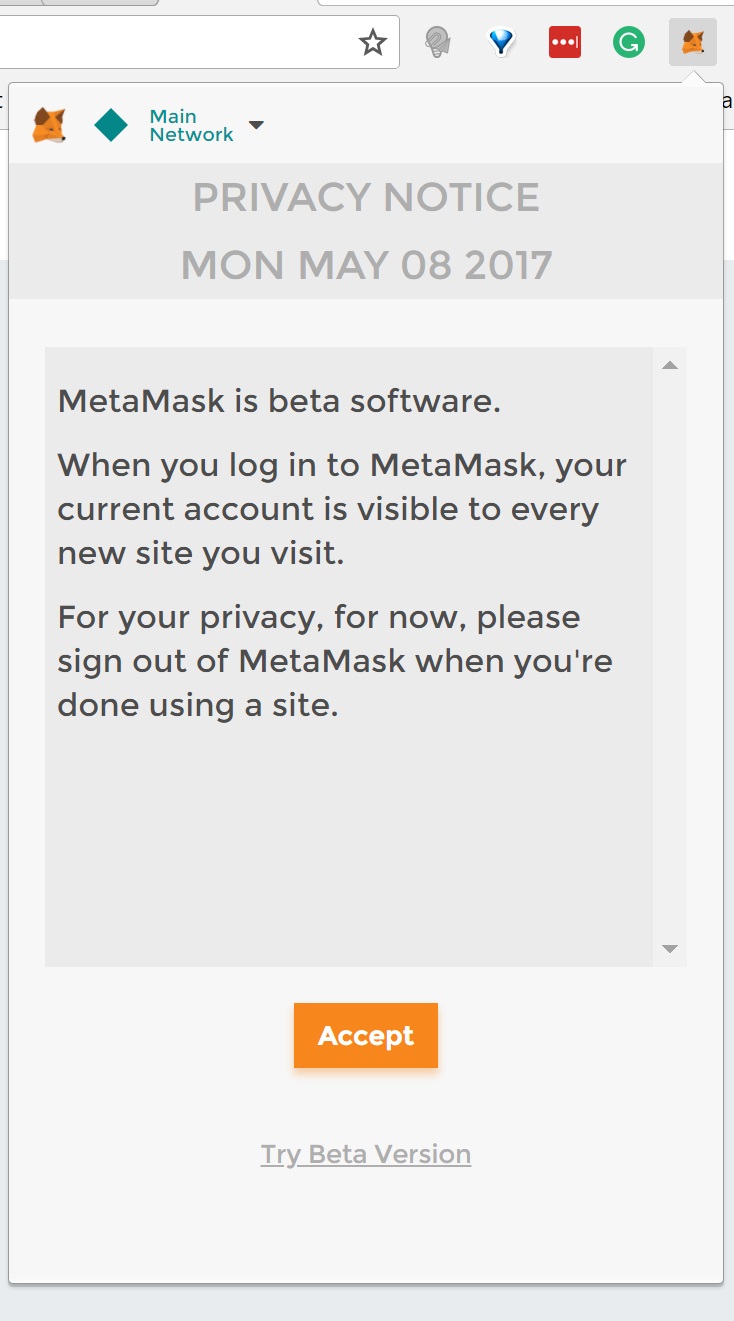 Main
Network
PRIVACY NOTICE
MON MAY 08 2017
MetaMask is beta software.
When you log in to MetaMask, your
current account is visible to every
new site you visit.
For your privacy, for now, please
sign out of MetaMask when you're
done using a site.
Accept
Try Beta Version